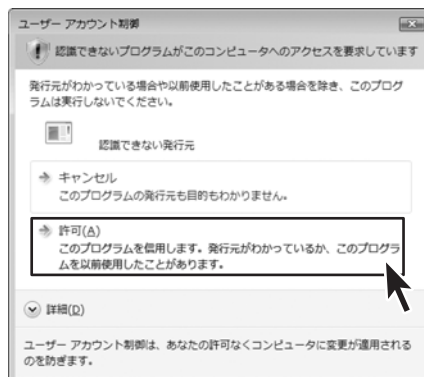 ユーザー アカウント制御
認識できないプログラムがこのコンピュータへのアクセスを要求しています
発行元がわかっている場合や以前使用したことがある場合を除き、このプログ
ラムは実行しないでください。
認識できない発行元
キャンセル
このプログラムの発行元も目的もわかりません。
許可(A)
このプログラムを信用します。発行元がわかっているか、このプログラ
ムを以前使用したことがあります。
詳細(D)
ユーザー アカウント制御は、あなたの許可なくコンピュータに変更が適用される
のを防ぎます。